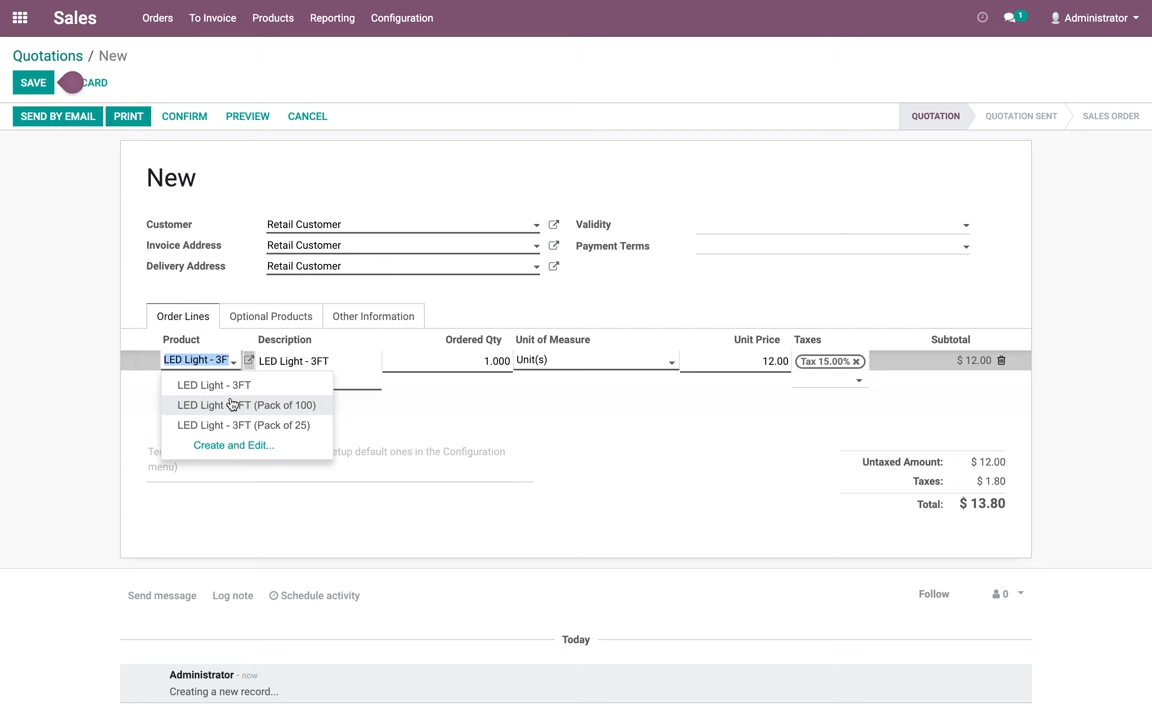 Sales Orders To Invoice Products Reporting Configuration 1 Administrator
Quotations / New
SAVE CARD
SEND BY EMAIL PRINT CONFIRM PREVIEW CANCEL QUOTATION QUOTATION SENT SALES ORDER
New
Customer Retail Customer Validity
Invoice Address Retail Customer Payment Terms
Delivery Address Retail Customer
Order Lines Optional Products Other Information
Product Description Ordered Qty Unit of Measure Unit Price Taxes Subtotal
LED Light - 3F LED Light - 3FT 1.000 Unit(s) 12.00 Tax 15.00% $ 12.00
LED Light - 3FT
LED Light FT (Pack of 100)
LED Light - 3FT (Pack of 25)
Create and Edit...
Te etup default ones in the Configuration
menu)
Untaxed Amount: $ 12.00
Taxes: $ 1.80
Total: $ 13.80
Send message Log note Schedule activity Follow 0
Today
Administrator - now
Creating a new record...